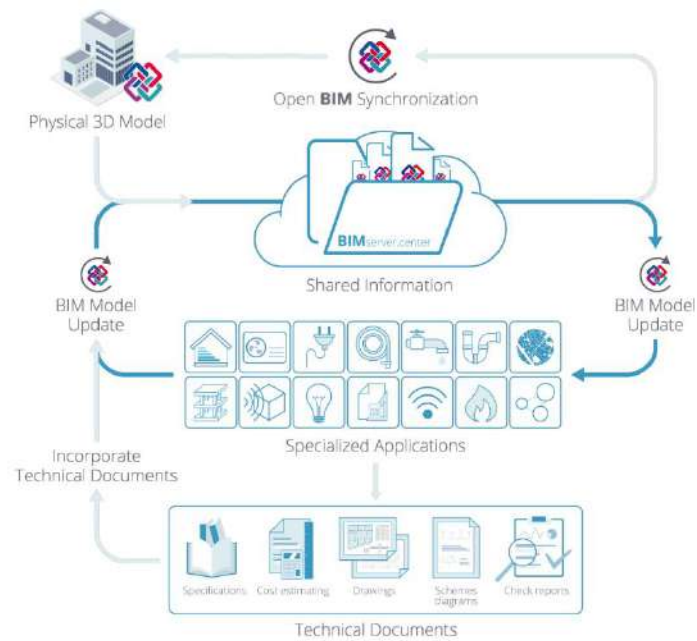 Open BIM Synchronization
Physical 3D Model
BIMserver.center
Shared Information
BIM Model
Update
BIM Model
Update
Specialized Applications
Incorporate
Technical Documents
Specifications
Cost estimating
Drawings
Schemes
diagrams
Check reports
Technical Documents